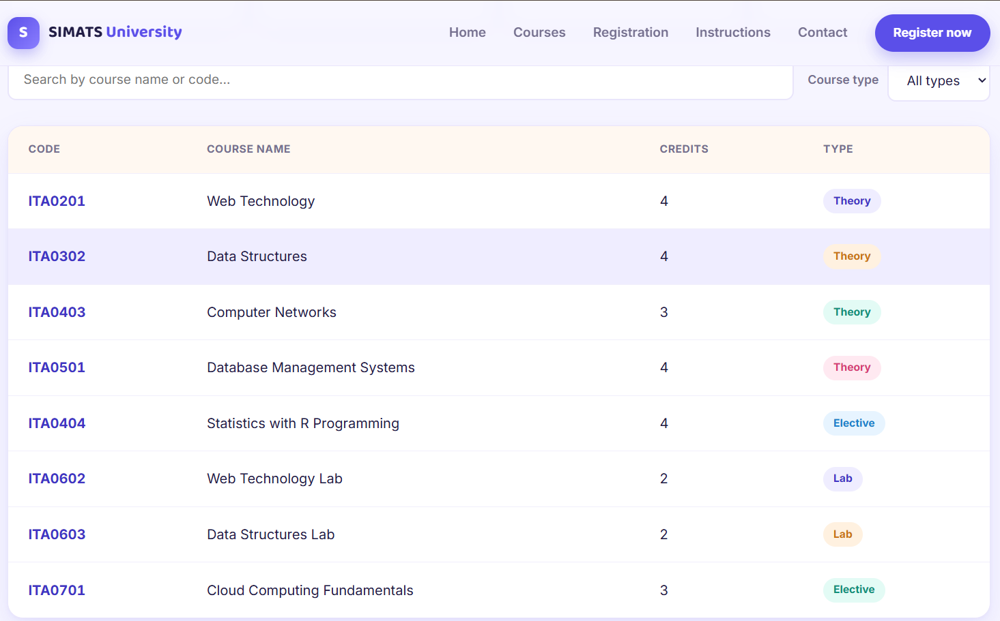 S SIMATS University Home Courses Registration Instructions Contact Register now
Search by course name or code... Course type All types
CODE COURSE NAME CREDITS TYPE
ITA0201 Web Technology 4 Theory
ITA0302 Data Structures 4 Theory
ITA0403 Computer Networks 3 Theory
ITA0501 Database Management Systems 4 Theory
ITA0404 Statistics with R Programming 4 Elective
ITA0602 Web Technology Lab 2 Lab
ITA0603 Data Structures Lab 2 Lab
ITA0701 Cloud Computing Fundamentals 3 Elective